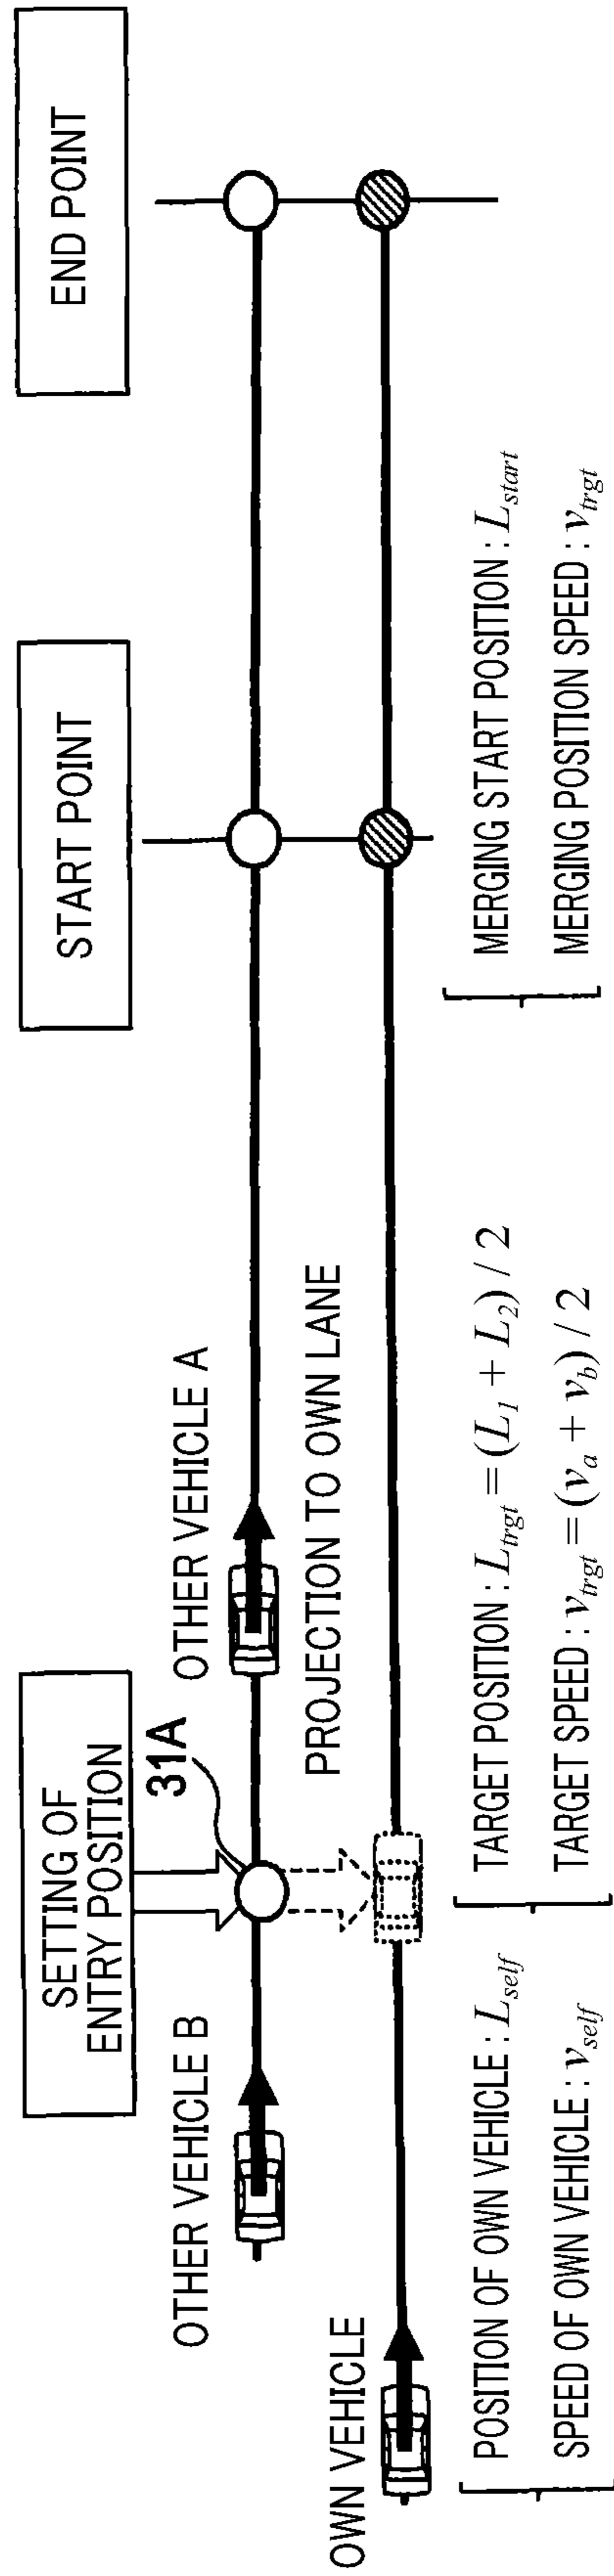 SETTING OF
ENTRY POSITION
START POINT
END POINT
31A
OTHER VEHICLE B
OTHER VEHICLE A
PROJECTION TO OWN LANE
OWN VEHICLE
POSITION OF OWN VEHICLE : L_self
SPEED OF OWN VEHICLE : v_self
TARGET POSITION : L_trgt = (L_1 + L_2) / 2
TARGET SPEED : v_trgt = (v_a + v_b) / 2
MERGING START POSITION : L_start
MERGING POSITION SPEED : v_trgt